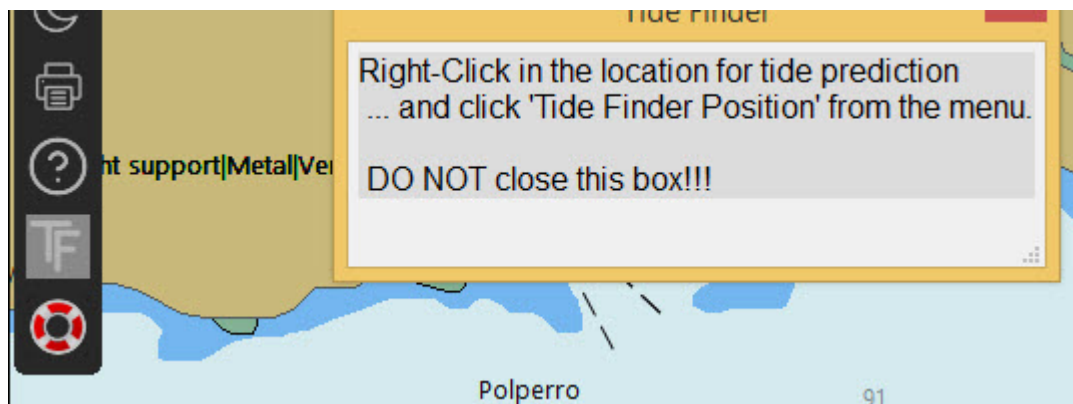 Tide Finder
Right-Click in the location for tide prediction
... and click 'Tide Finder Position' from the menu.
DO NOT close this box!!!
ht support|Metal|Ver
TF
Polperro
91